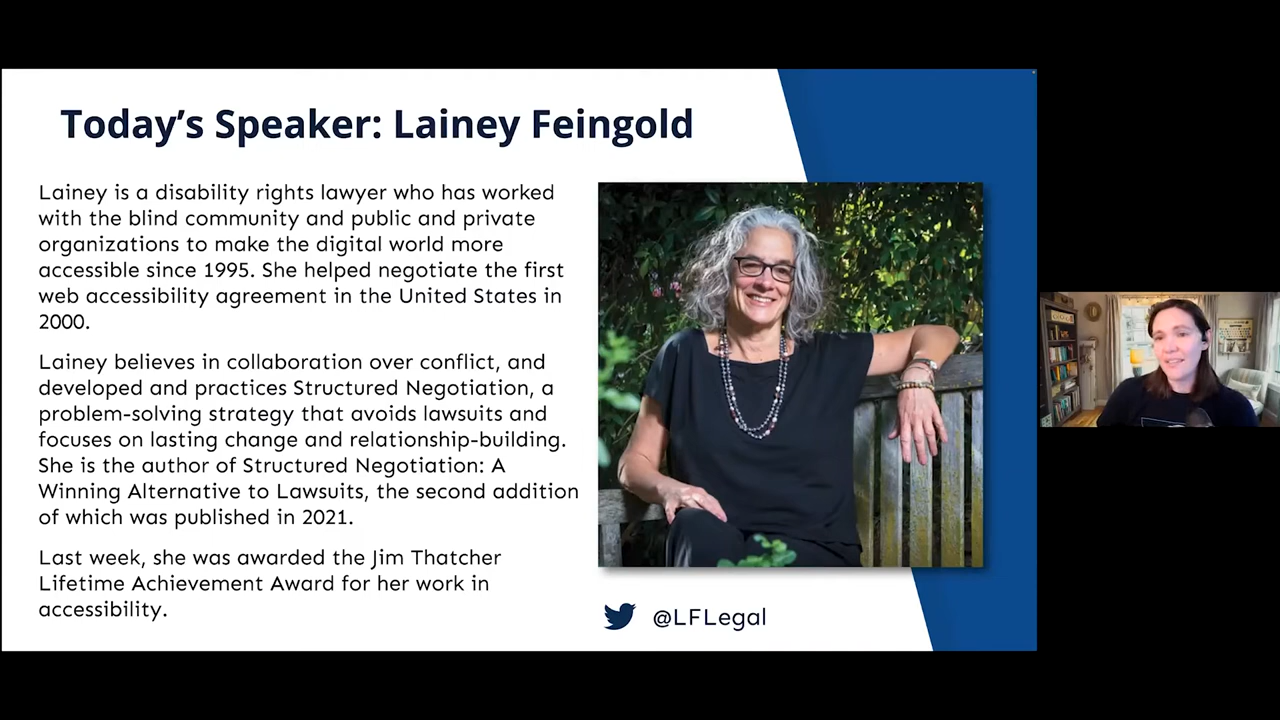 Today's Speaker: Lainey Feingold
Lainey is a disability rights lawyer who has worked
with the blind community and public and private
organizations to make the digital world more
accessible since 1995. She helped negotiate the first
web accessibility agreement in the United States in
2000.
Lainey believes in collaboration over conflict, and
developed and practices Structured Negotiation, a
problem-solving strategy that avoids lawsuits and
focuses on lasting change and relationship-building.
She is the author of Structured Negotiation: A
Winning Alternative to Lawsuits, the second addition
of which was published in 2021.
Last week, she was awarded the Jim Thatcher
Lifetime Achievement Award for her work in
accessibility.
@LFLegal